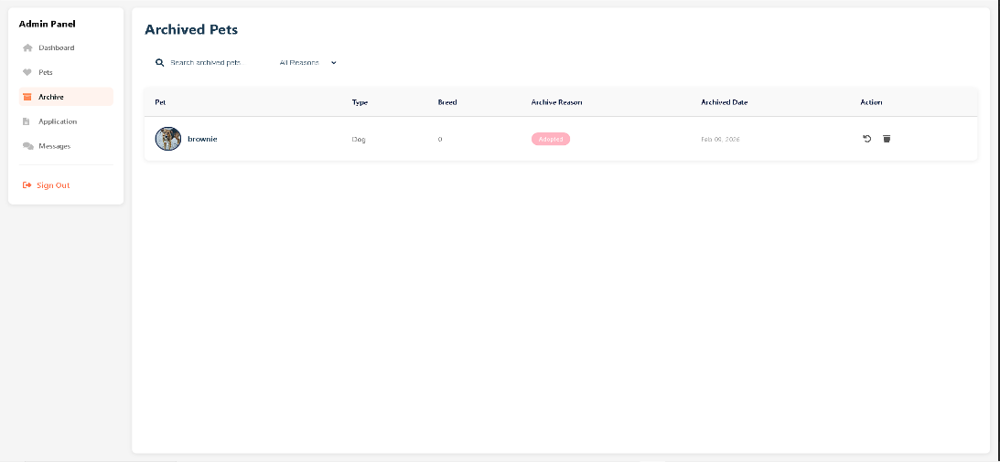 Admin Panel
Dashboard
Pets
Archive
Application
Messages
Sign Out
Archived Pets
Search archived pets...
All Reasons
Pet Type Breed Archive Reason Archived Date Action
brownie Dog 0 Adopted Feb 09, 2026